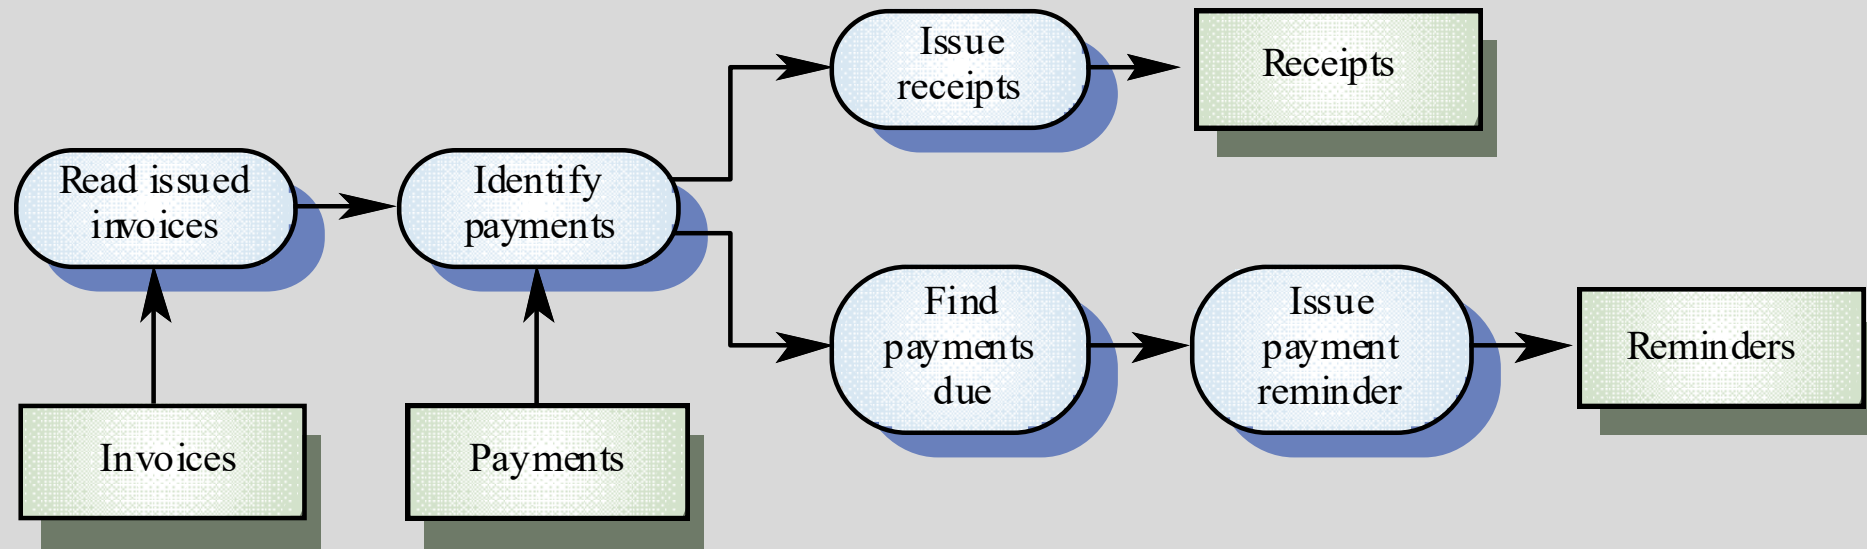 Issue
receipts
Receipts
Read issued
invoices
Identify
payments
Find
payments
due
Issue
payment
reminder
Reminders
Invoices
Payments